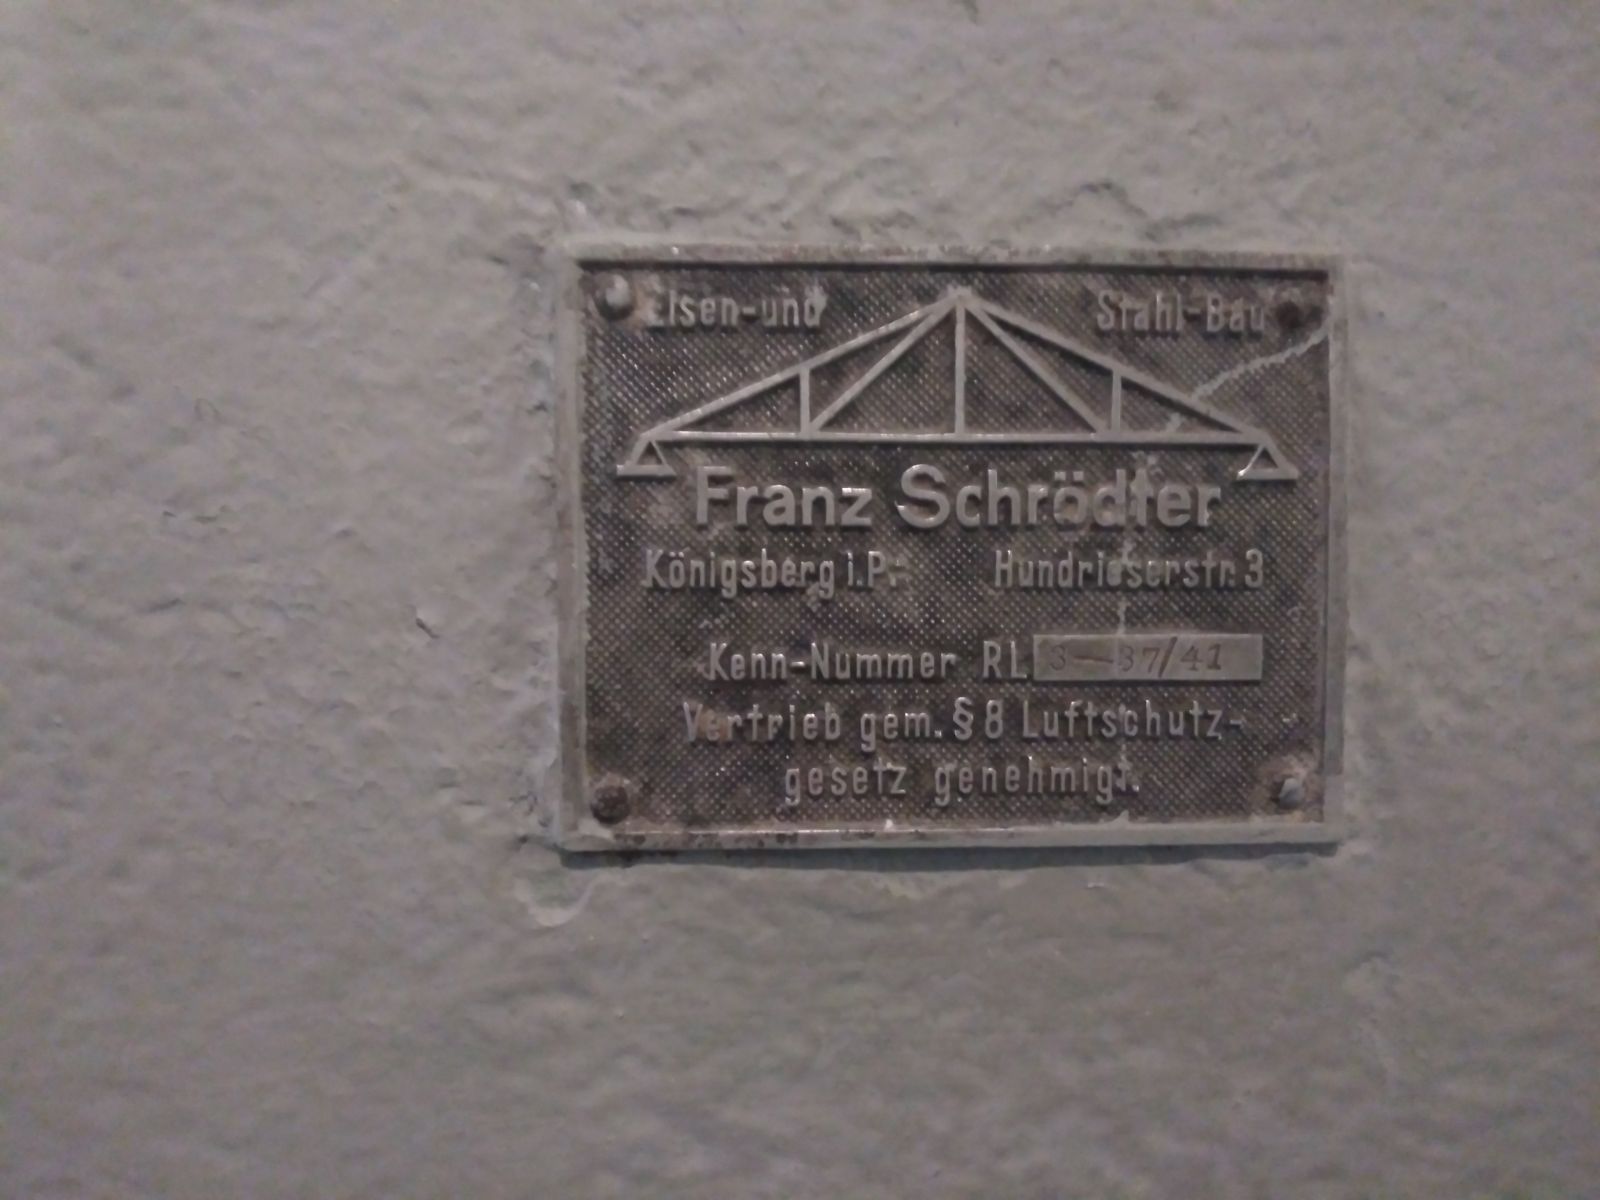 Eisen-und Stahl-Bau
Franz Schrödter
Königsberg i.Pr. Hundrieserstr. 3
Kenn-Nummer RL 3-37/41
Vertrieb gem. § 8 Luftschutz-
gesetz genehmigt.